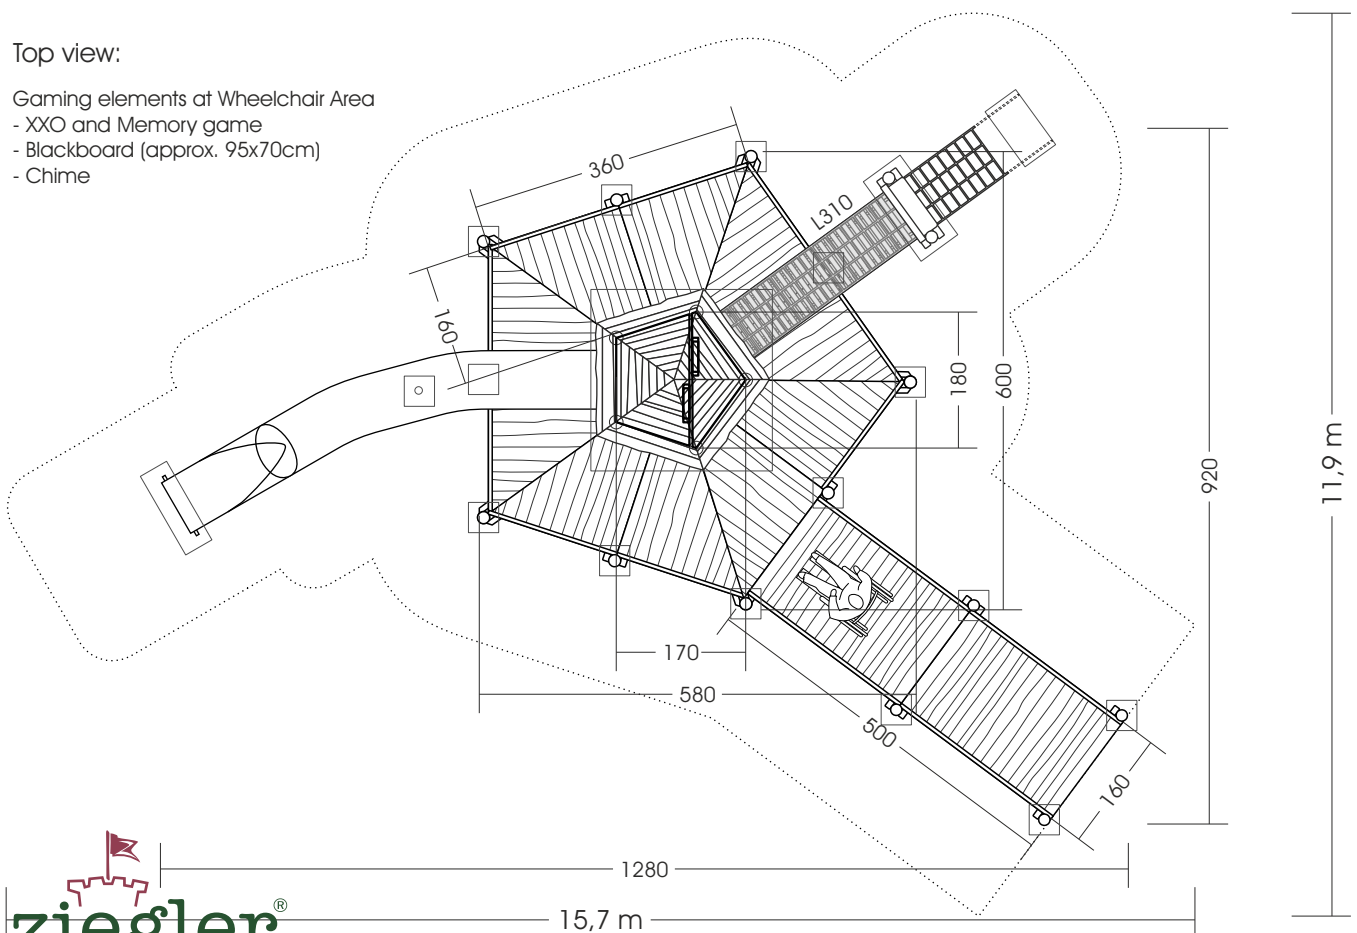 Top view:
Gaming elements at Wheelchair Area
- XXO and Memory game
- Blackboard (approx. 95x70cm)
- Chime
360
L310
160
180
600
920
11,9 m
170
580
500
160
1280
15,7 m
ziegler®